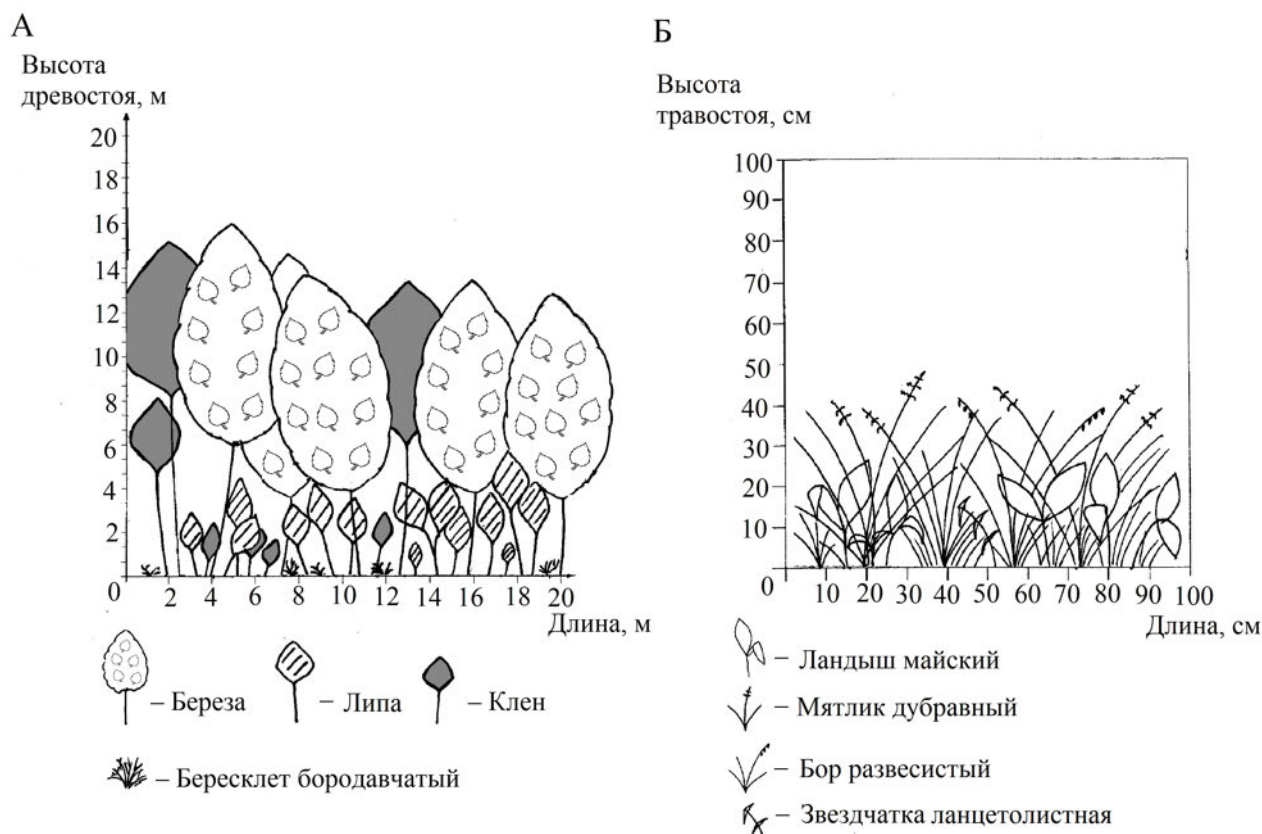 А
Высота
древостоя, м
20
18
16
14
12
10
8
6
4
2
0
2 4 6 8 10 12 14 16 18 20
Длина, м
– Береза – Липа – Клен
– Бересклет бородавчатый
Б
Высота
травостоя, см
100
90
80
70
60
50
40
30
20
10
0
10 20 30 40 50 60 70 80 90 100
Длина, см
– Ландыш майский
– Мятлик дубравный
– Бор развесистый
– Звездчатка ланцетолистная